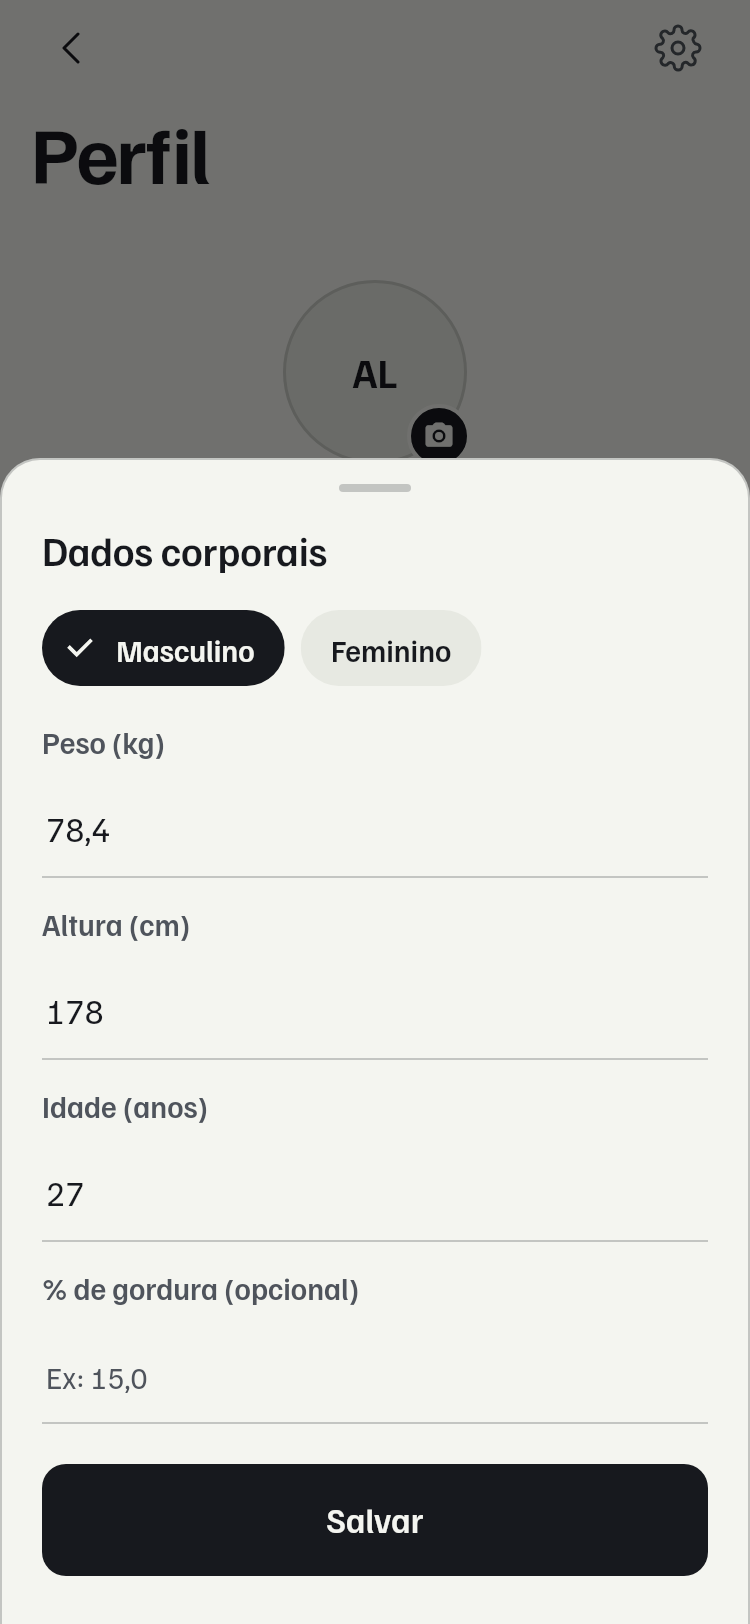 Perfil
AL
Dados corporais
Masculino
Feminino
Peso (kg)
78,4
Altura (cm)
178
Idade (anos)
27
% de gordura (opcional)
Ex: 15,0
Salvar